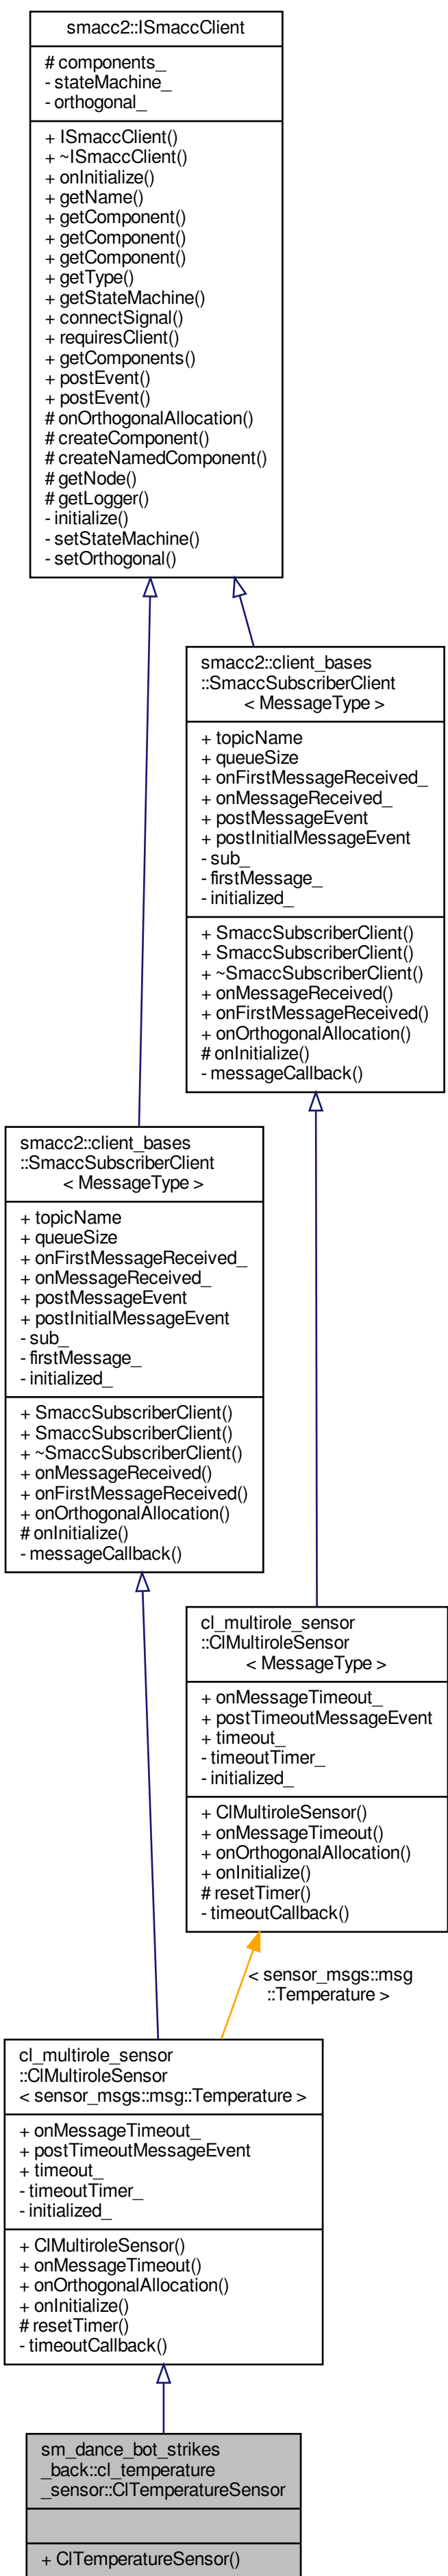 smacc2::ISmaccClient
# components_
- stateMachine_
- orthogonal_
+ ISmaccClient()
+ ~ISmaccClient()
+ onInitialize()
+ getName()
+ getComponent()
+ getComponent()
+ getComponent()
+ getType()
+ getStateMachine()
+ connectSignal()
+ requiresClient()
+ getComponents()
+ postEvent()
+ postEvent()
# onOrthogonalAllocation()
# createComponent()
# createNamedComponent()
# getNode()
# getLogger()
- initialize()
- setStateMachine()
- setOrthogonal()
smacc2::client_bases
::SmaccSubscriberClient
< MessageType >
+ topicName
+ queueSize
+ onFirstMessageReceived_
+ onMessageReceived_
+ postMessageEvent
+ postInitialMessageEvent
- sub_
- firstMessage_
- initialized_
+ SmaccSubscriberClient()
+ SmaccSubscriberClient()
+ ~SmaccSubscriberClient()
+ onMessageReceived()
+ onFirstMessageReceived()
+ onOrthogonalAllocation()
# onInitialize()
- messageCallback()
smacc2::client_bases
::SmaccSubscriberClient
< MessageType >
+ topicName
+ queueSize
+ onFirstMessageReceived_
+ onMessageReceived_
+ postMessageEvent
+ postInitialMessageEvent
- sub_
- firstMessage_
- initialized_
+ SmaccSubscriberClient()
+ SmaccSubscriberClient()
+ ~SmaccSubscriberClient()
+ onMessageReceived()
+ onFirstMessageReceived()
+ onOrthogonalAllocation()
# onInitialize()
- messageCallback()
cl_multirole_sensor
::ClMultiroleSensor
< MessageType >
+ onMessageTimeout_
+ postTimeoutMessageEvent
+ timeout_
- timeoutTimer_
- initialized_
+ ClMultiroleSensor()
+ onMessageTimeout()
+ onOrthogonalAllocation()
+ onInitialize()
# resetTimer()
- timeoutCallback()
< sensor_msgs::msg
::Temperature >
cl_multirole_sensor
::ClMultiroleSensor
< sensor_msgs::msg::Temperature >
+ onMessageTimeout_
+ postTimeoutMessageEvent
+ timeout_
- timeoutTimer_
- initialized_
+ ClMultiroleSensor()
+ onMessageTimeout()
+ onOrthogonalAllocation()
+ onInitialize()
# resetTimer()
- timeoutCallback()
sm_dance_bot_strikes
_back::cl_temperature
_sensor::ClTemperatureSensor
+ ClTemperatureSensor()